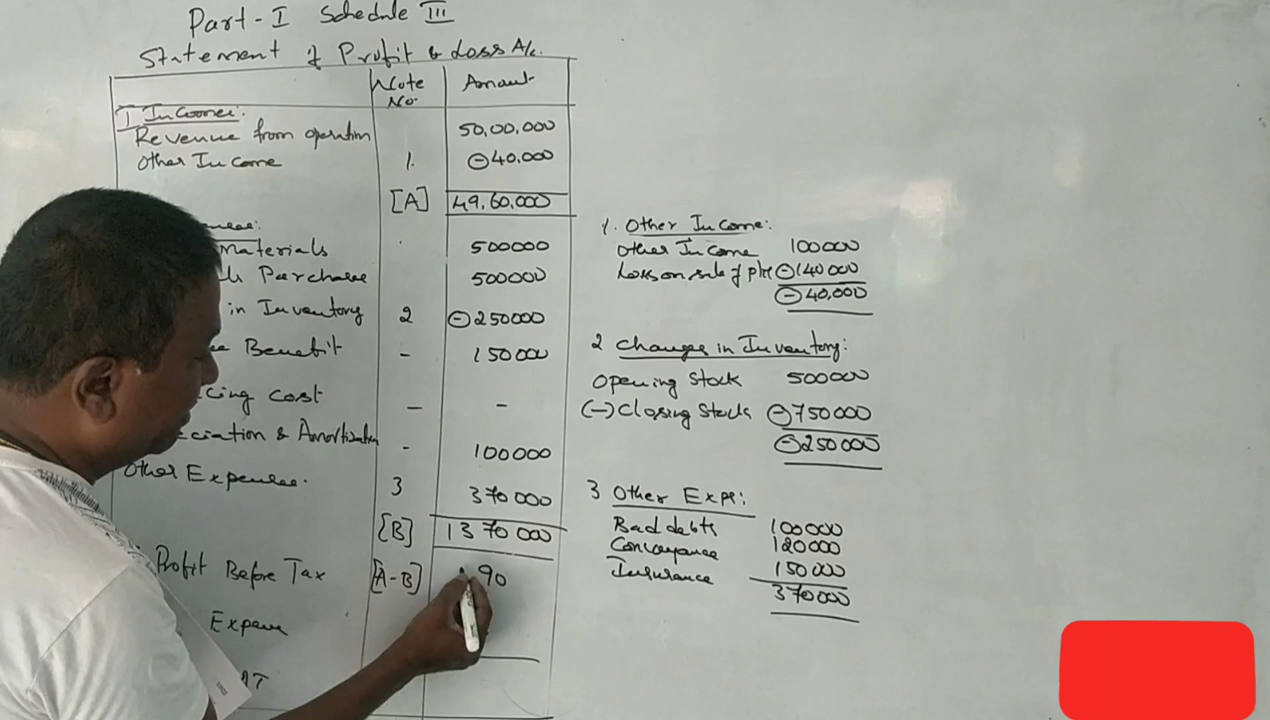 Part-I Schedule III
Statement of Profit & Loss A/c.
Note No. Amount
I Income:
Revenue from operation 50,00,000
Other Income 1. (-) 40,000
[A] 49,60,000
Materials 500000
Purchase 500000
in Inventory 2 (-) 250000
Benefit - 150000
cost - -
& Amortization - 100000
Other Expenses. 3 370000
[B] 1370000
Profit Before Tax [A-B] 90
Expense
1. Other Income:
Other Income 100000
Loss on sale of (-) 140000
(-) 40,000
2 Changes in Inventory:
Opening Stock 500000
(-) Closing Stock (-) 750000
(-) 250000
3 Other Exps:
Bad debts 100000
Conveyance 120000
Insurance 150000
370000